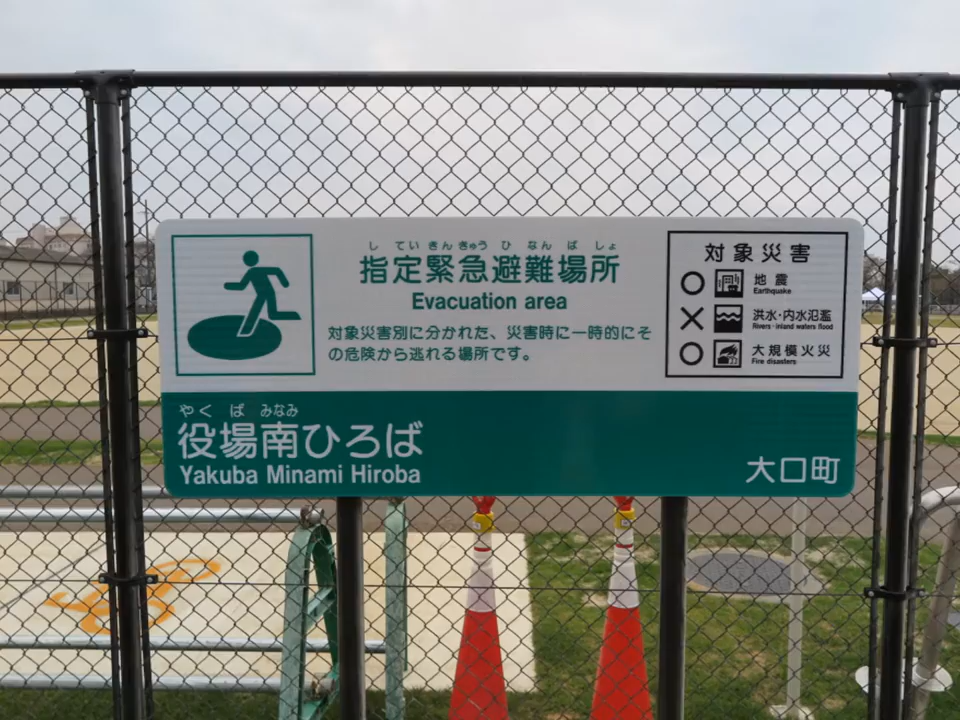 し てい きん きゅう ひ なん ば しょ
指定緊急避難場所
Evacuation area
対象災害別に分かれた、災害時に一時的にそ
の危険から逃れる場所です。
対象災害
○ 地震
Earthquake
× 洪水・内水氾濫
Rivers・inland waters flood
○ 大規模火災
Fire disasters
やく ば みなみ
役場南ひろば
Yakuba Minami Hiroba
大口町